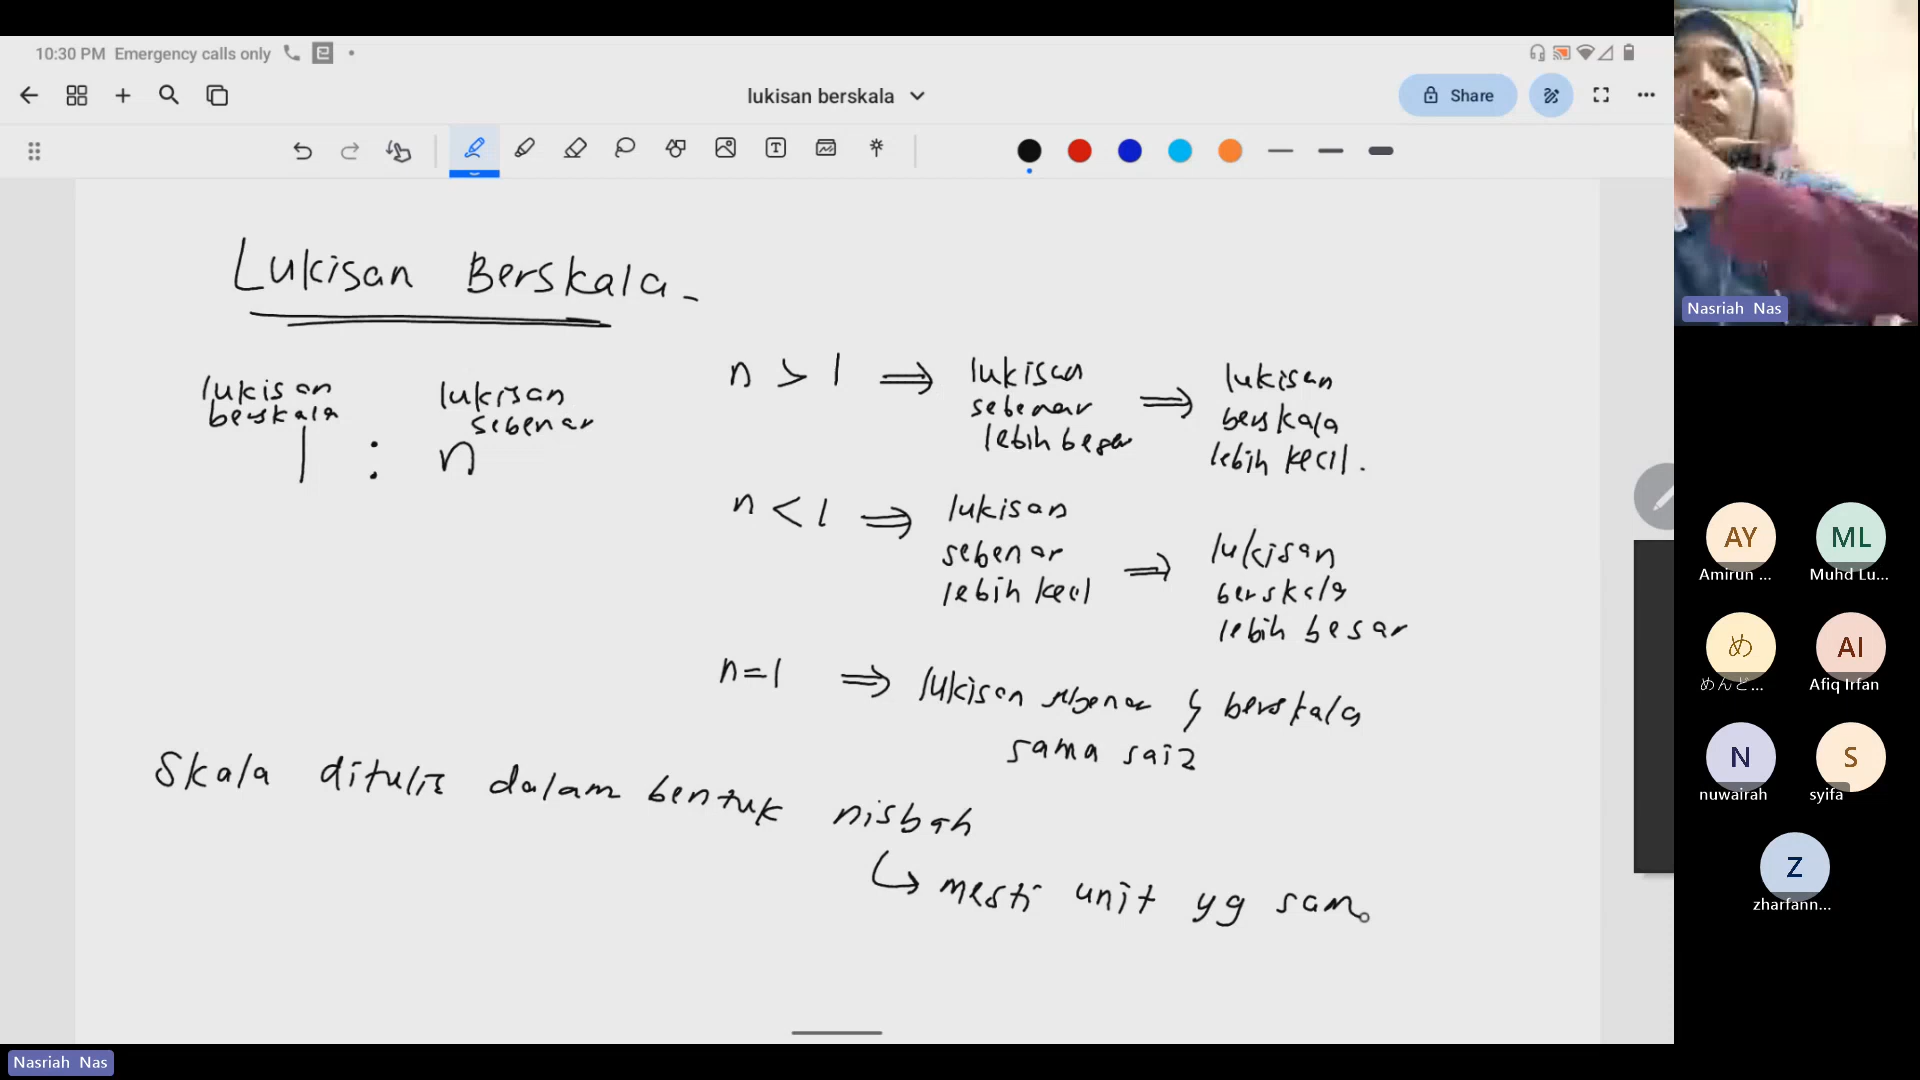 10:30 PM Emergency calls only
lukisan berskala
Share
Lukisan Berskala
lukisan berskala
lukisan sebenar
1 : n
n > 1 ⇒ lukisan sebenar lebih besar ⇒ lukisan berskala lebih kecil.
n < 1 ⇒ lukisan sebenar lebih kecil ⇒ lukisan berskala lebih besar
n = 1 ⇒ lukisan sebenar & berskala
sama saiz
Skala ditulis dalam bentuk nisbah
↳ mesti unit yg sam
Nasriah Nas
AY
Amirun ...
ML
Muhd Lu...
め
めんど...
AI
Afiq Irfan
N
nuwairah
S
syifa
Z
zharfann...
Nasriah Nas